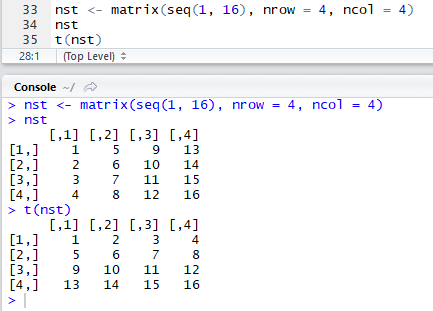 33 nst <- matrix(seq(1, 16), nrow = 4, ncol = 4)
34 nst
35 t(nst)
28:1 (Top Level)
Console ~/
> nst <- matrix(seq(1, 16), nrow = 4, ncol = 4)
> nst
     [,1] [,2] [,3] [,4]
[1,]    1    5    9   13
[2,]    2    6   10   14
[3,]    3    7   11   15
[4,]    4    8   12   16
> t(nst)
     [,1] [,2] [,3] [,4]
[1,]    1    2    3    4
[2,]    5    6    7    8
[3,]    9   10   11   12
[4,]   13   14   15   16
>